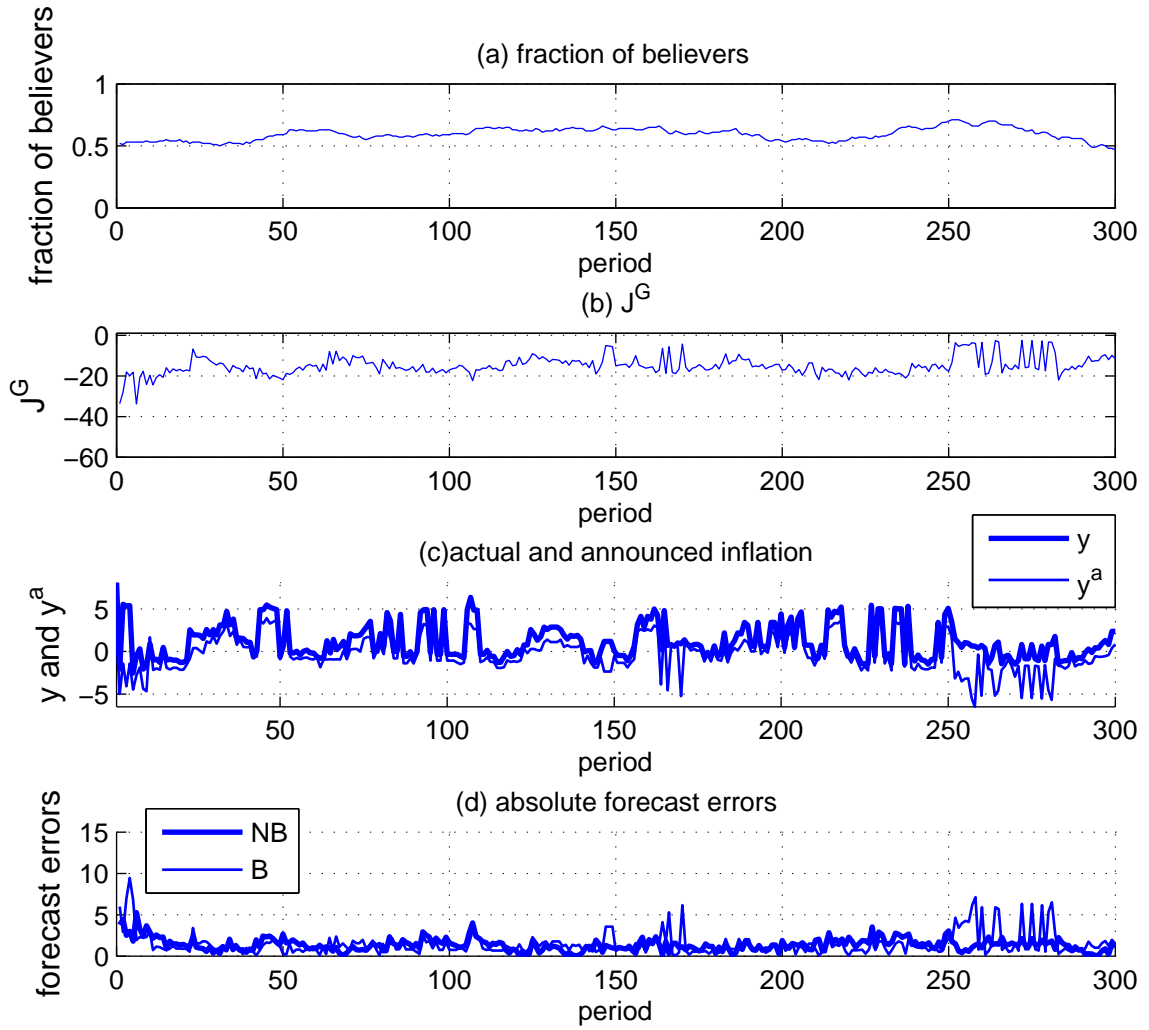 (a) fraction of believers
fraction of believers
1
0.5
0
0 50 100 150 200 250 300
period
(b) J^G
J^G
0
−20
−40
−60
0 50 100 150 200 250 300
period
(c)actual and announced inflation
y
y^a
y and y^a
5
0
−5
50 100 150 200 250 300
period
(d) absolute forecast errors
NB
B
forecast errors
15
10
5
0
0 50 100 150 200 250 300
period